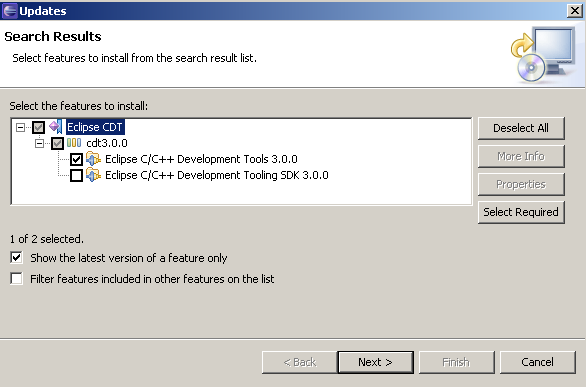 Updates
Search Results
Select features to install from the search result list.
Select the features to install:
Eclipse CDT
cdt3.0.0
Eclipse C/C++ Development Tools 3.0.0
Eclipse C/C++ Development Tooling SDK 3.0.0
Deselect All
More Info
Properties
Select Required
1 of 2 selected.
Show the latest version of a feature only
Filter features included in other features on the list
< Back
Next >
Finish
Cancel